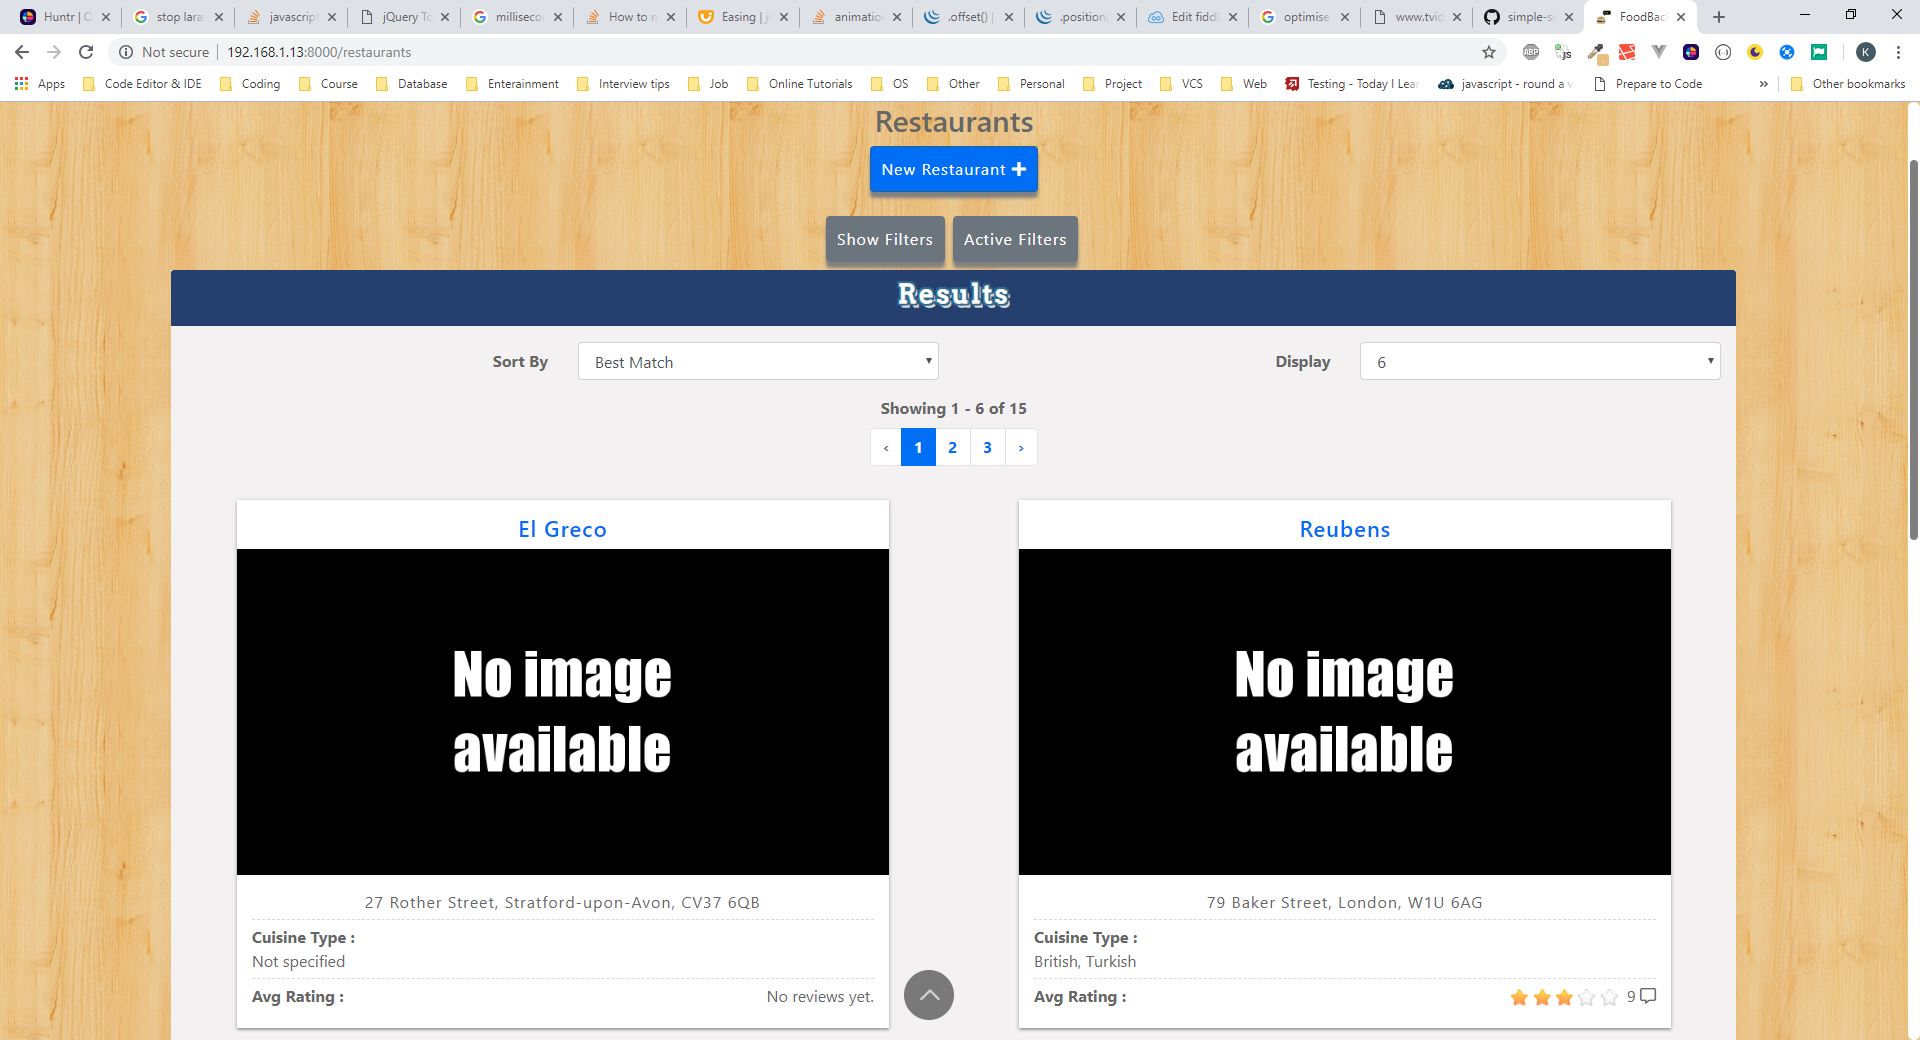 Huntr | O
stop lara
javascrip
jQuery To
milliseco
How to m
Easing | j
animatio
.offset() |
.position
Edit fiddl
optimise
www.tvid
simple-si
FoodBac
Not secure
192.168.1.13:8000/restaurants
ABP
JS
K
Apps
Code Editor & IDE
Coding
Course
Database
Enterainment
Interview tips
Job
Online Tutorials
OS
Other
Personal
Project
VCS
Web
Testing - Today I Lear
javascript - round a v
Prepare to Code
»
Other bookmarks
Restaurants
New Restaurant +
Show Filters
Active Filters
Results
Sort By
Best Match
Display
6
Showing 1 - 6 of 15
‹ 1 2 3 ›
El Greco
No image
available
27 Rother Street, Stratford-upon-Avon, CV37 6QB
Cuisine Type :
Not specified
Avg Rating :
No reviews yet.
Reubens
No image
available
79 Baker Street, London, W1U 6AG
Cuisine Type :
British, Turkish
Avg Rating :
9